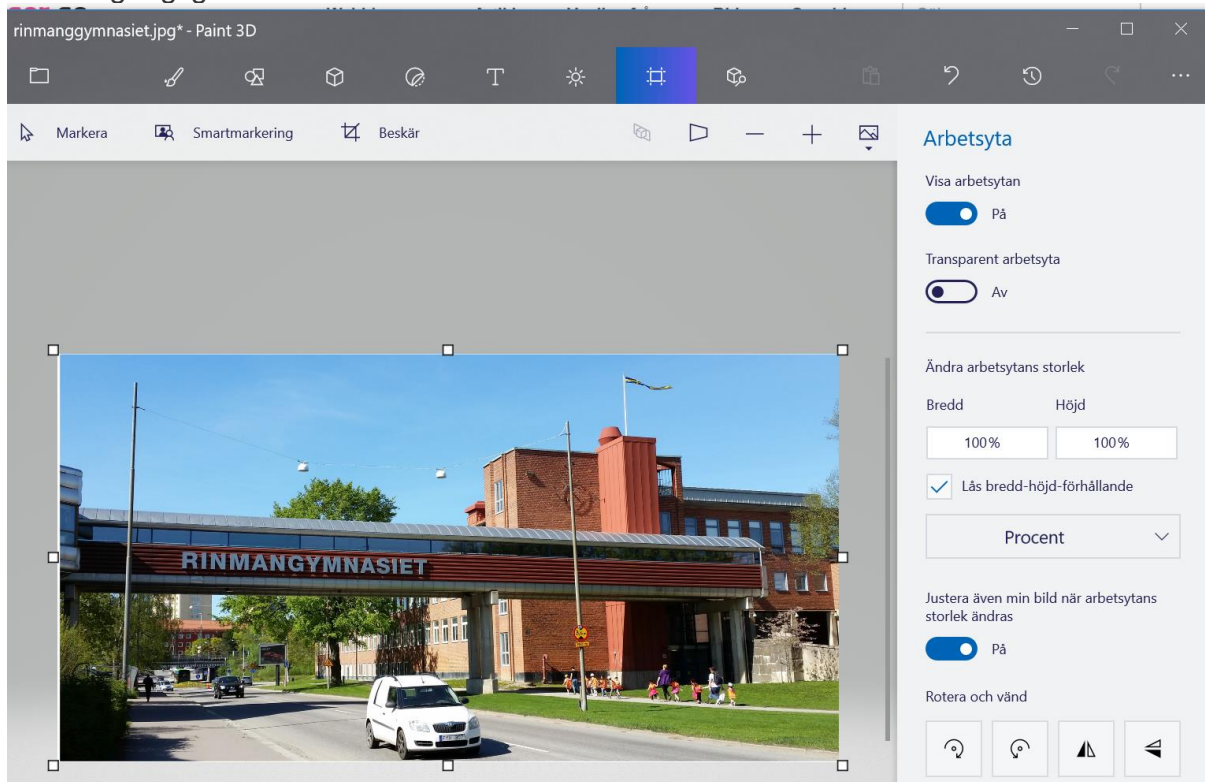 rinmanggymnasiet.jpg* - Paint 3D
Markera Smartmarkering Beskär
Arbetsyta
Visa arbetsytan
På
Transparent arbetsyta
Av
Ändra arbetsytans storlek
Bredd Höjd
100% 100%
Lås bredd-höjd-förhållande
Procent
Justera även min bild när arbetsytans
storlek ändras
På
Rotera och vänd
RINMANGYMNASIET